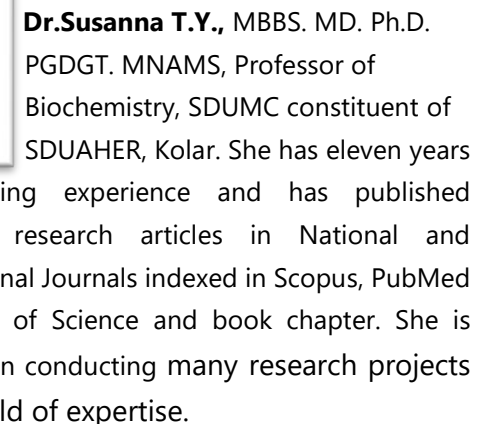 Dr.Susanna T.Y., MBBS. MD. Ph.D.
PGDGT. MNAMS, Professor of
Biochemistry, SDUMC constituent of
SDUAHER, Kolar. She has eleven years
experience and has published
research articles in National and
Journals indexed in Scopus, PubMed
of Science and book chapter. She is
conducting many research projects
of expertise.